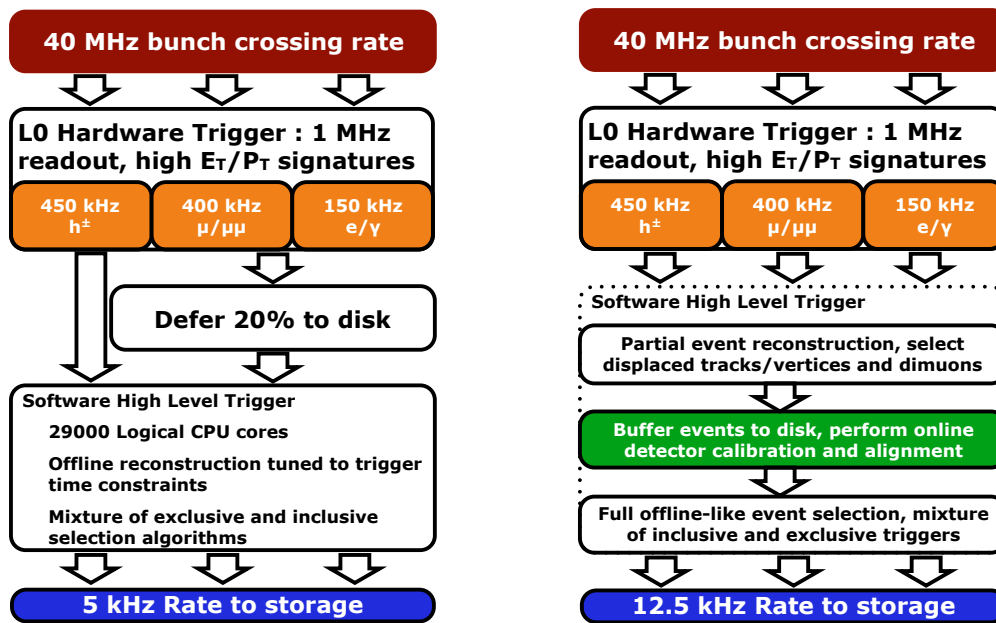 40 MHz bunch crossing rate
L0 Hardware Trigger : 1 MHz
readout, high ET/PT signatures
450 kHz
h±
400 kHz
μ/μμ
150 kHz
e/γ
Defer 20% to disk
Software High Level Trigger
29000 Logical CPU cores
Offline reconstruction tuned to trigger
time constraints
Mixture of exclusive and inclusive
selection algorithms
5 kHz Rate to storage
40 MHz bunch crossing rate
L0 Hardware Trigger : 1 MHz
readout, high ET/PT signatures
450 kHz
h±
400 kHz
μ/μμ
150 kHz
e/γ
Software High Level Trigger
Partial event reconstruction, select
displaced tracks/vertices and dimuons
Buffer events to disk, perform online
detector calibration and alignment
Full offline-like event selection, mixture
of inclusive and exclusive triggers
12.5 kHz Rate to storage